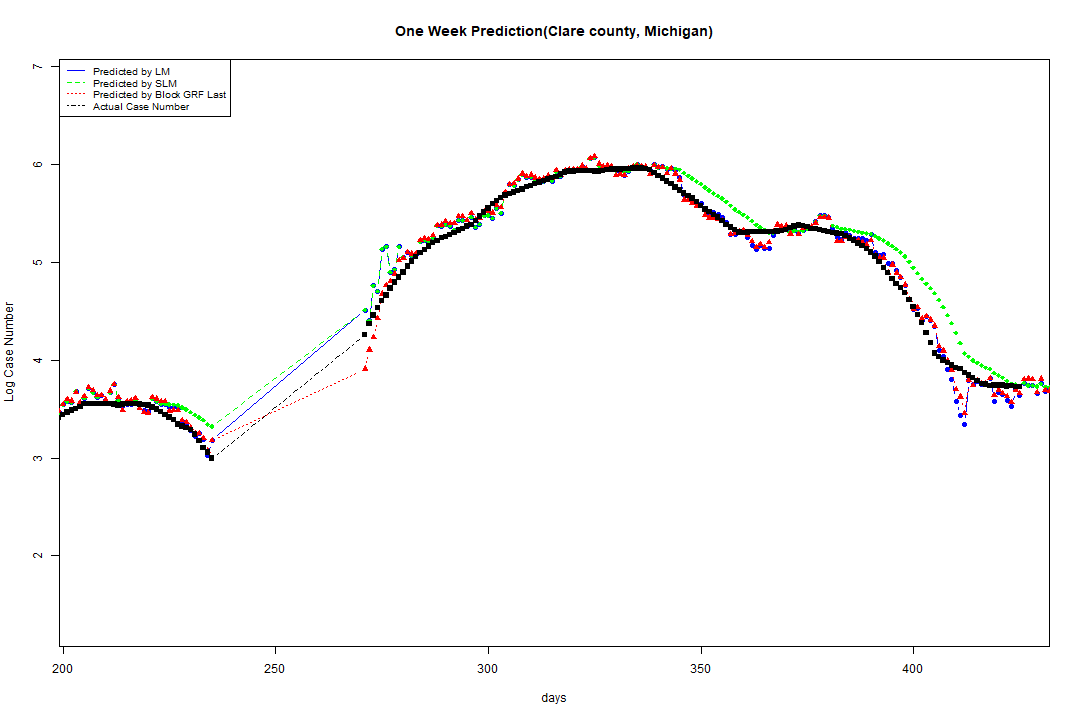 One Week Prediction(Clare county, Michigan)
7
Predicted by LM
Predicted by SLM
Predicted by Block GRF Last
Actual Case Number
6
5
4
3
2
Log Case Number
200
250
300
350
400
days